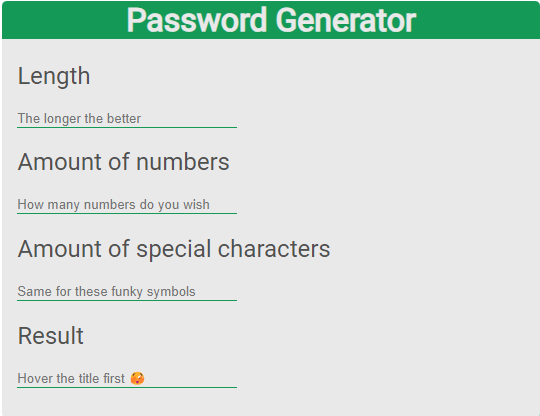 Password Generator
Length
The longer the better
Amount of numbers
How many numbers do you wish
Amount of special characters
Same for these funky symbols
Result
Hover the title first 🥵